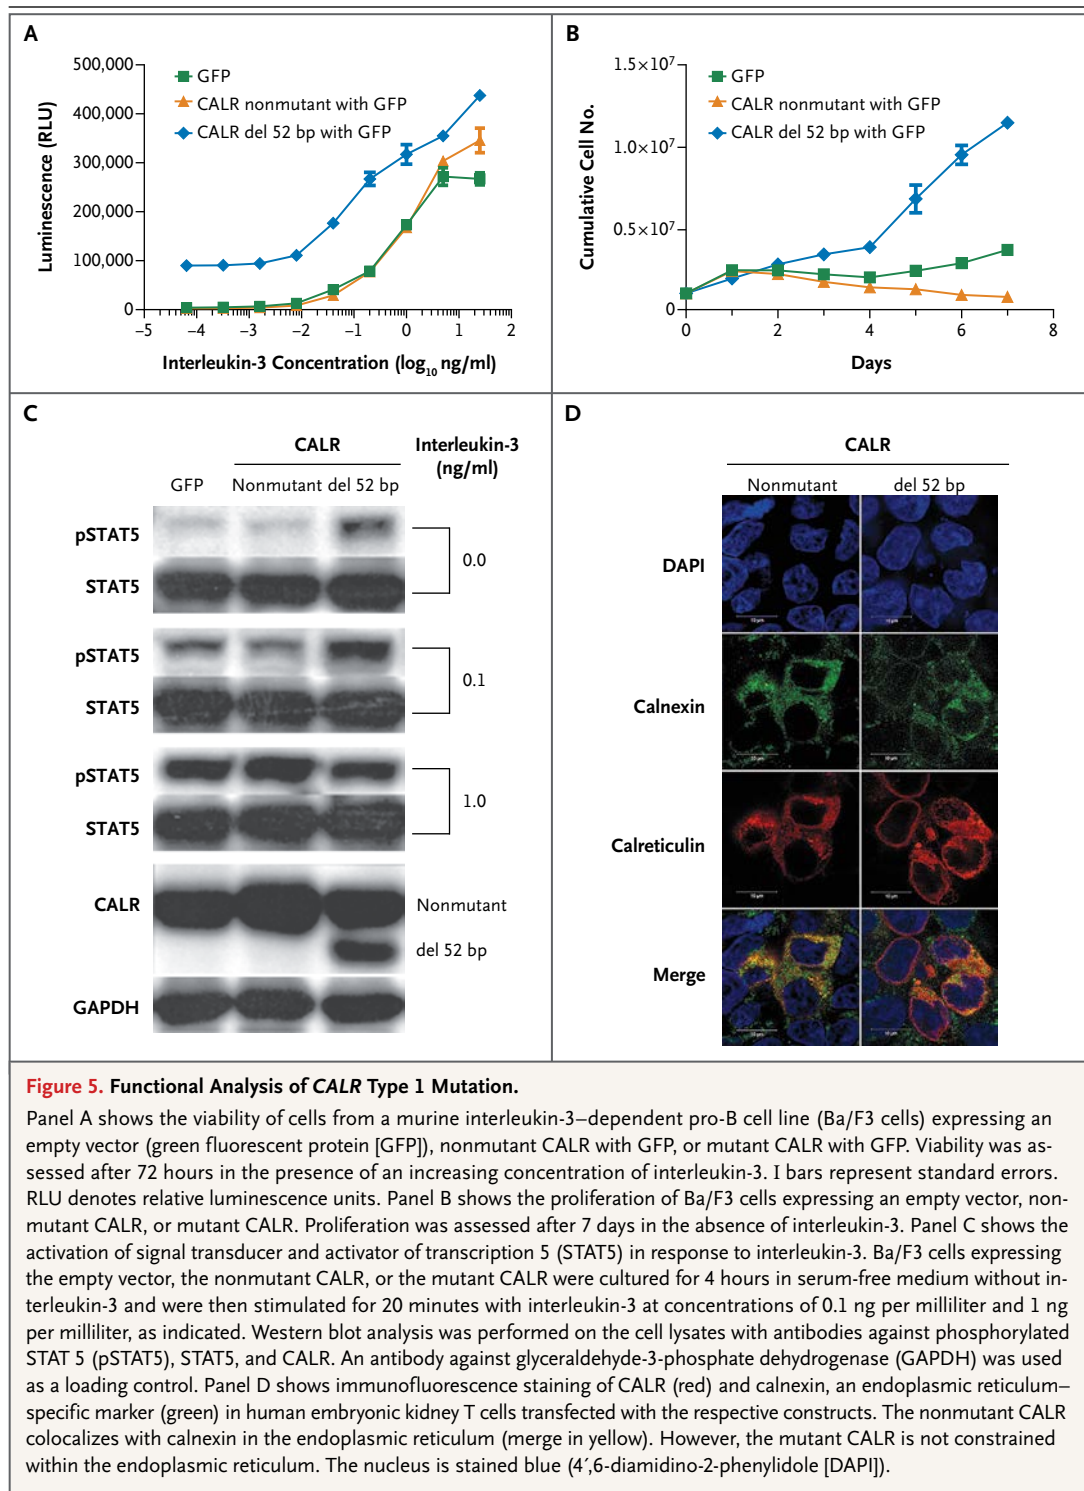 A
500,000
400,000
300,000
200,000
100,000
0
Luminescence (RLU)
GFP
CALR nonmutant with GFP
CALR del 52 bp with GFP
−5 −4 −3 −2 −1 0 1 2
Interleukin-3 Concentration (log10 ng/ml)
B
1.5×10⁷
1.0×10⁷
0.5×10⁷
0
Cumulative Cell No.
GFP
CALR nonmutant with GFP
CALR del 52 bp with GFP
0 2 4 6 8
Days
C
CALR Interleukin-3
(ng/ml)
GFP Nonmutant del 52 bp
pSTAT5
0.0
STAT5
pSTAT5
0.1
STAT5
pSTAT5
1.0
STAT5
CALR Nonmutant
del 52 bp
GAPDH
D
CALR
Nonmutant del 52 bp
DAPI
Calnexin
Calreticulin
Merge
Figure 5. Functional Analysis of CALR Type 1 Mutation.
Panel A shows the viability of cells from a murine interleukin-3–dependent pro-B cell line (Ba/F3 cells) expressing an
empty vector (green fluorescent protein [GFP]), nonmutant CALR with GFP, or mutant CALR with GFP. Viability was as-
sessed after 72 hours in the presence of an increasing concentration of interleukin-3. I bars represent standard errors.
RLU denotes relative luminescence units. Panel B shows the proliferation of Ba/F3 cells expressing an empty vector, non-
mutant CALR, or mutant CALR. Proliferation was assessed after 7 days in the absence of interleukin-3. Panel C shows the
activation of signal transducer and activator of transcription 5 (STAT5) in response to interleukin-3. Ba/F3 cells expressing
the empty vector, the nonmutant CALR, or the mutant CALR were cultured for 4 hours in serum-free medium without in-
terleukin-3 and were then stimulated for 20 minutes with interleukin-3 at concentrations of 0.1 ng per milliliter and 1 ng
per milliliter, as indicated. Western blot analysis was performed on the cell lysates with antibodies against phosphorylated
STAT 5 (pSTAT5), STAT5, and CALR. An antibody against glyceraldehyde-3-phosphate dehydrogenase (GAPDH) was used
as a loading control. Panel D shows immunofluorescence staining of CALR (red) and calnexin, an endoplasmic reticulum–
specific marker (green) in human embryonic kidney T cells transfected with the respective constructs. The nonmutant CALR
colocalizes with calnexin in the endoplasmic reticulum (merge in yellow). However, the mutant CALR is not constrained
within the endoplasmic reticulum. The nucleus is stained blue (4′,6-diamidino-2-phenylidole [DAPI]).